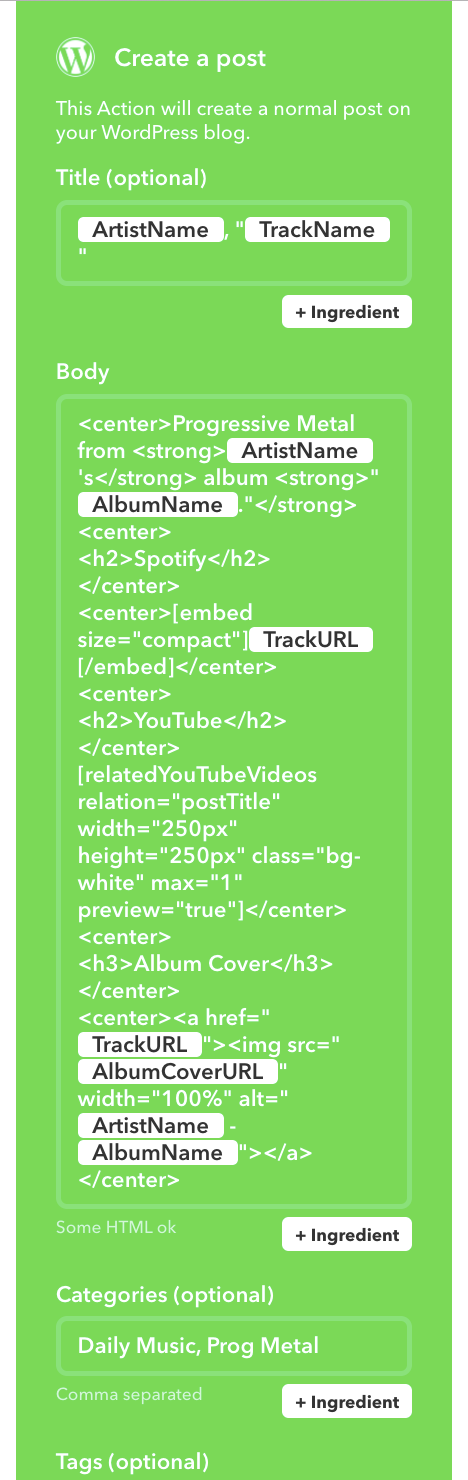 Create a post
This Action will create a normal post on
your WordPress blog.
Title (optional)
ArtistName, "TrackName
"
+ Ingredient
Body
<center>Progressive Metal
from <strong>ArtistName
's</strong> album <strong>"
AlbumName."</strong>
<center>
<h2>Spotify</h2>
</center>
<center>[embed
size="compact"]TrackURL
[/embed]</center>
<center>
<h2>YouTube</h2>
</center>
[relatedYouTubeVideos
relation="postTitle"
width="250px"
height="250px" class="bg-
white" max="1"
preview="true"]</center>
<center>
<h3>Album Cover</h3>
</center>
<center><a href="
TrackURL"><img src="
AlbumCoverURL"
width="100%" alt="
ArtistName -
AlbumName"></a>
</center>
Some HTML ok
+ Ingredient
Categories (optional)
Daily Music, Prog Metal
Comma separated
+ Ingredient
Tags (optional)